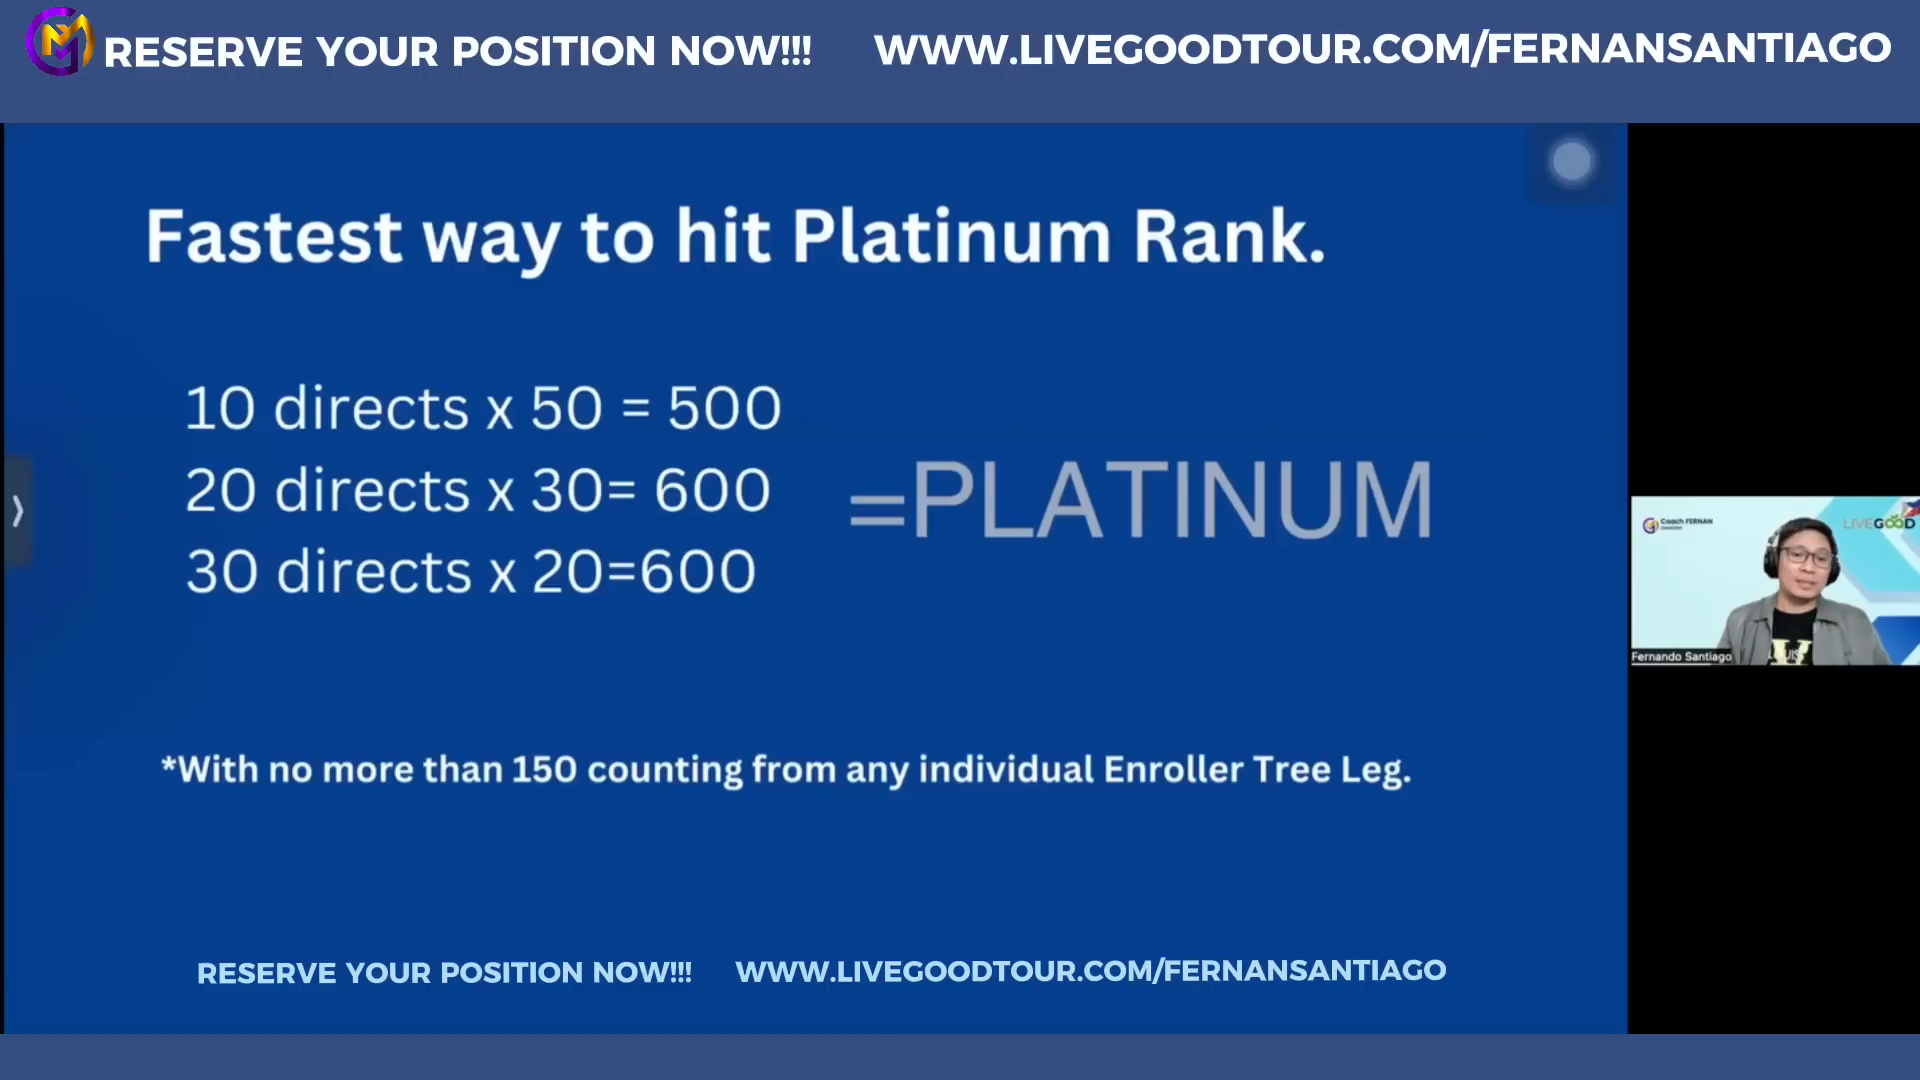 RESERVE YOUR POSITION NOW!!! WWW.LIVEGOODTOUR.COM/FERNANSANTIAGO
Fastest way to hit Platinum Rank.
10 directs x 50 = 500
20 directs x 30= 600
30 directs x 20=600
=PLATINUM
*With no more than 150 counting from any individual Enroller Tree Leg.
Coach FERNAN
LIVEGOOD
Fernando Santiago
RESERVE YOUR POSITION NOW!!! WWW.LIVEGOODTOUR.COM/FERNANSANTIAGO